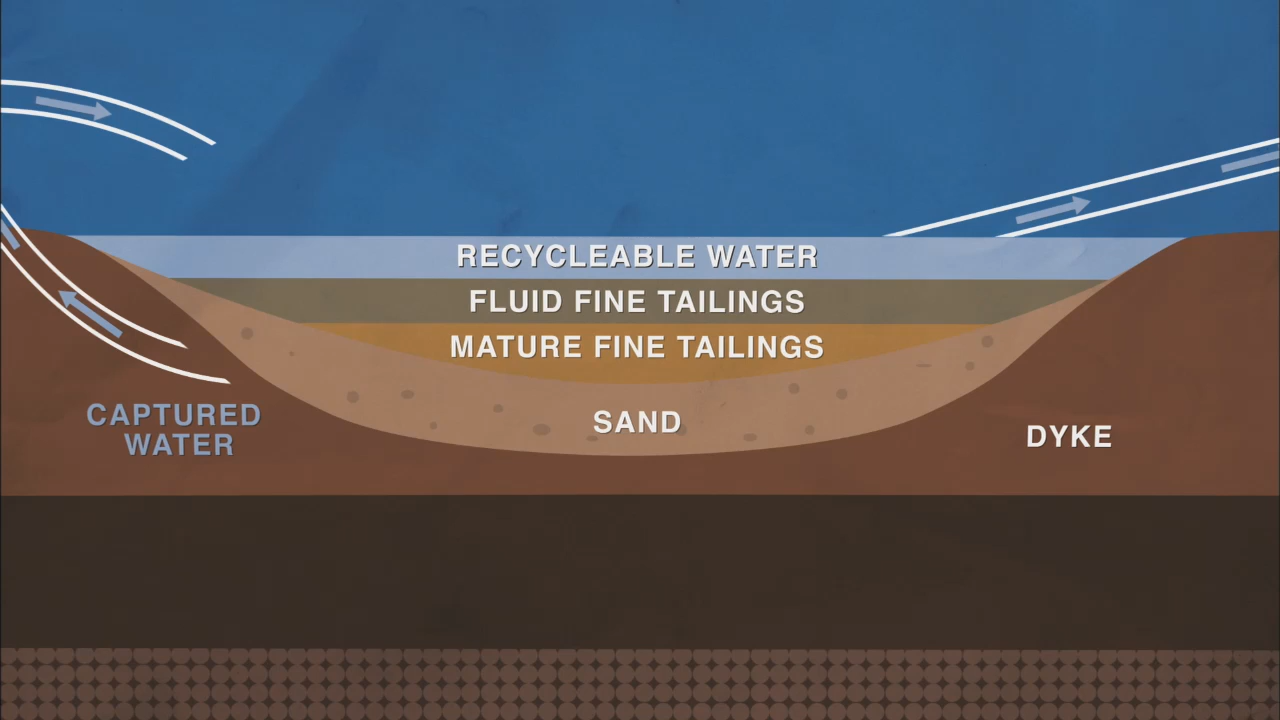 RECYCLEABLE WATER
FLUID FINE TAILINGS
MATURE FINE TAILINGS
SAND
CAPTURED
WATER
DYKE